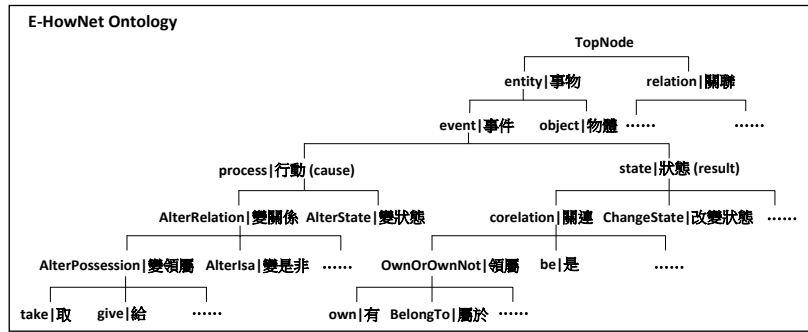 E-HowNet Ontology
TopNode
entity|事物 relation|關聯
event|事件 object|物體 ...... ......
process|行動 (cause) state|狀態 (result)
AlterRelation|變關係 AlterState|變狀態 corelation|關連 ChangeState|改變狀態 ......
AlterPossession|變領屬 AlterIsa|變是非 ...... OwnOrOwnNot|領屬 be|是 ......
take|取 give|給 ...... own|有 BelongTo|屬於 ......